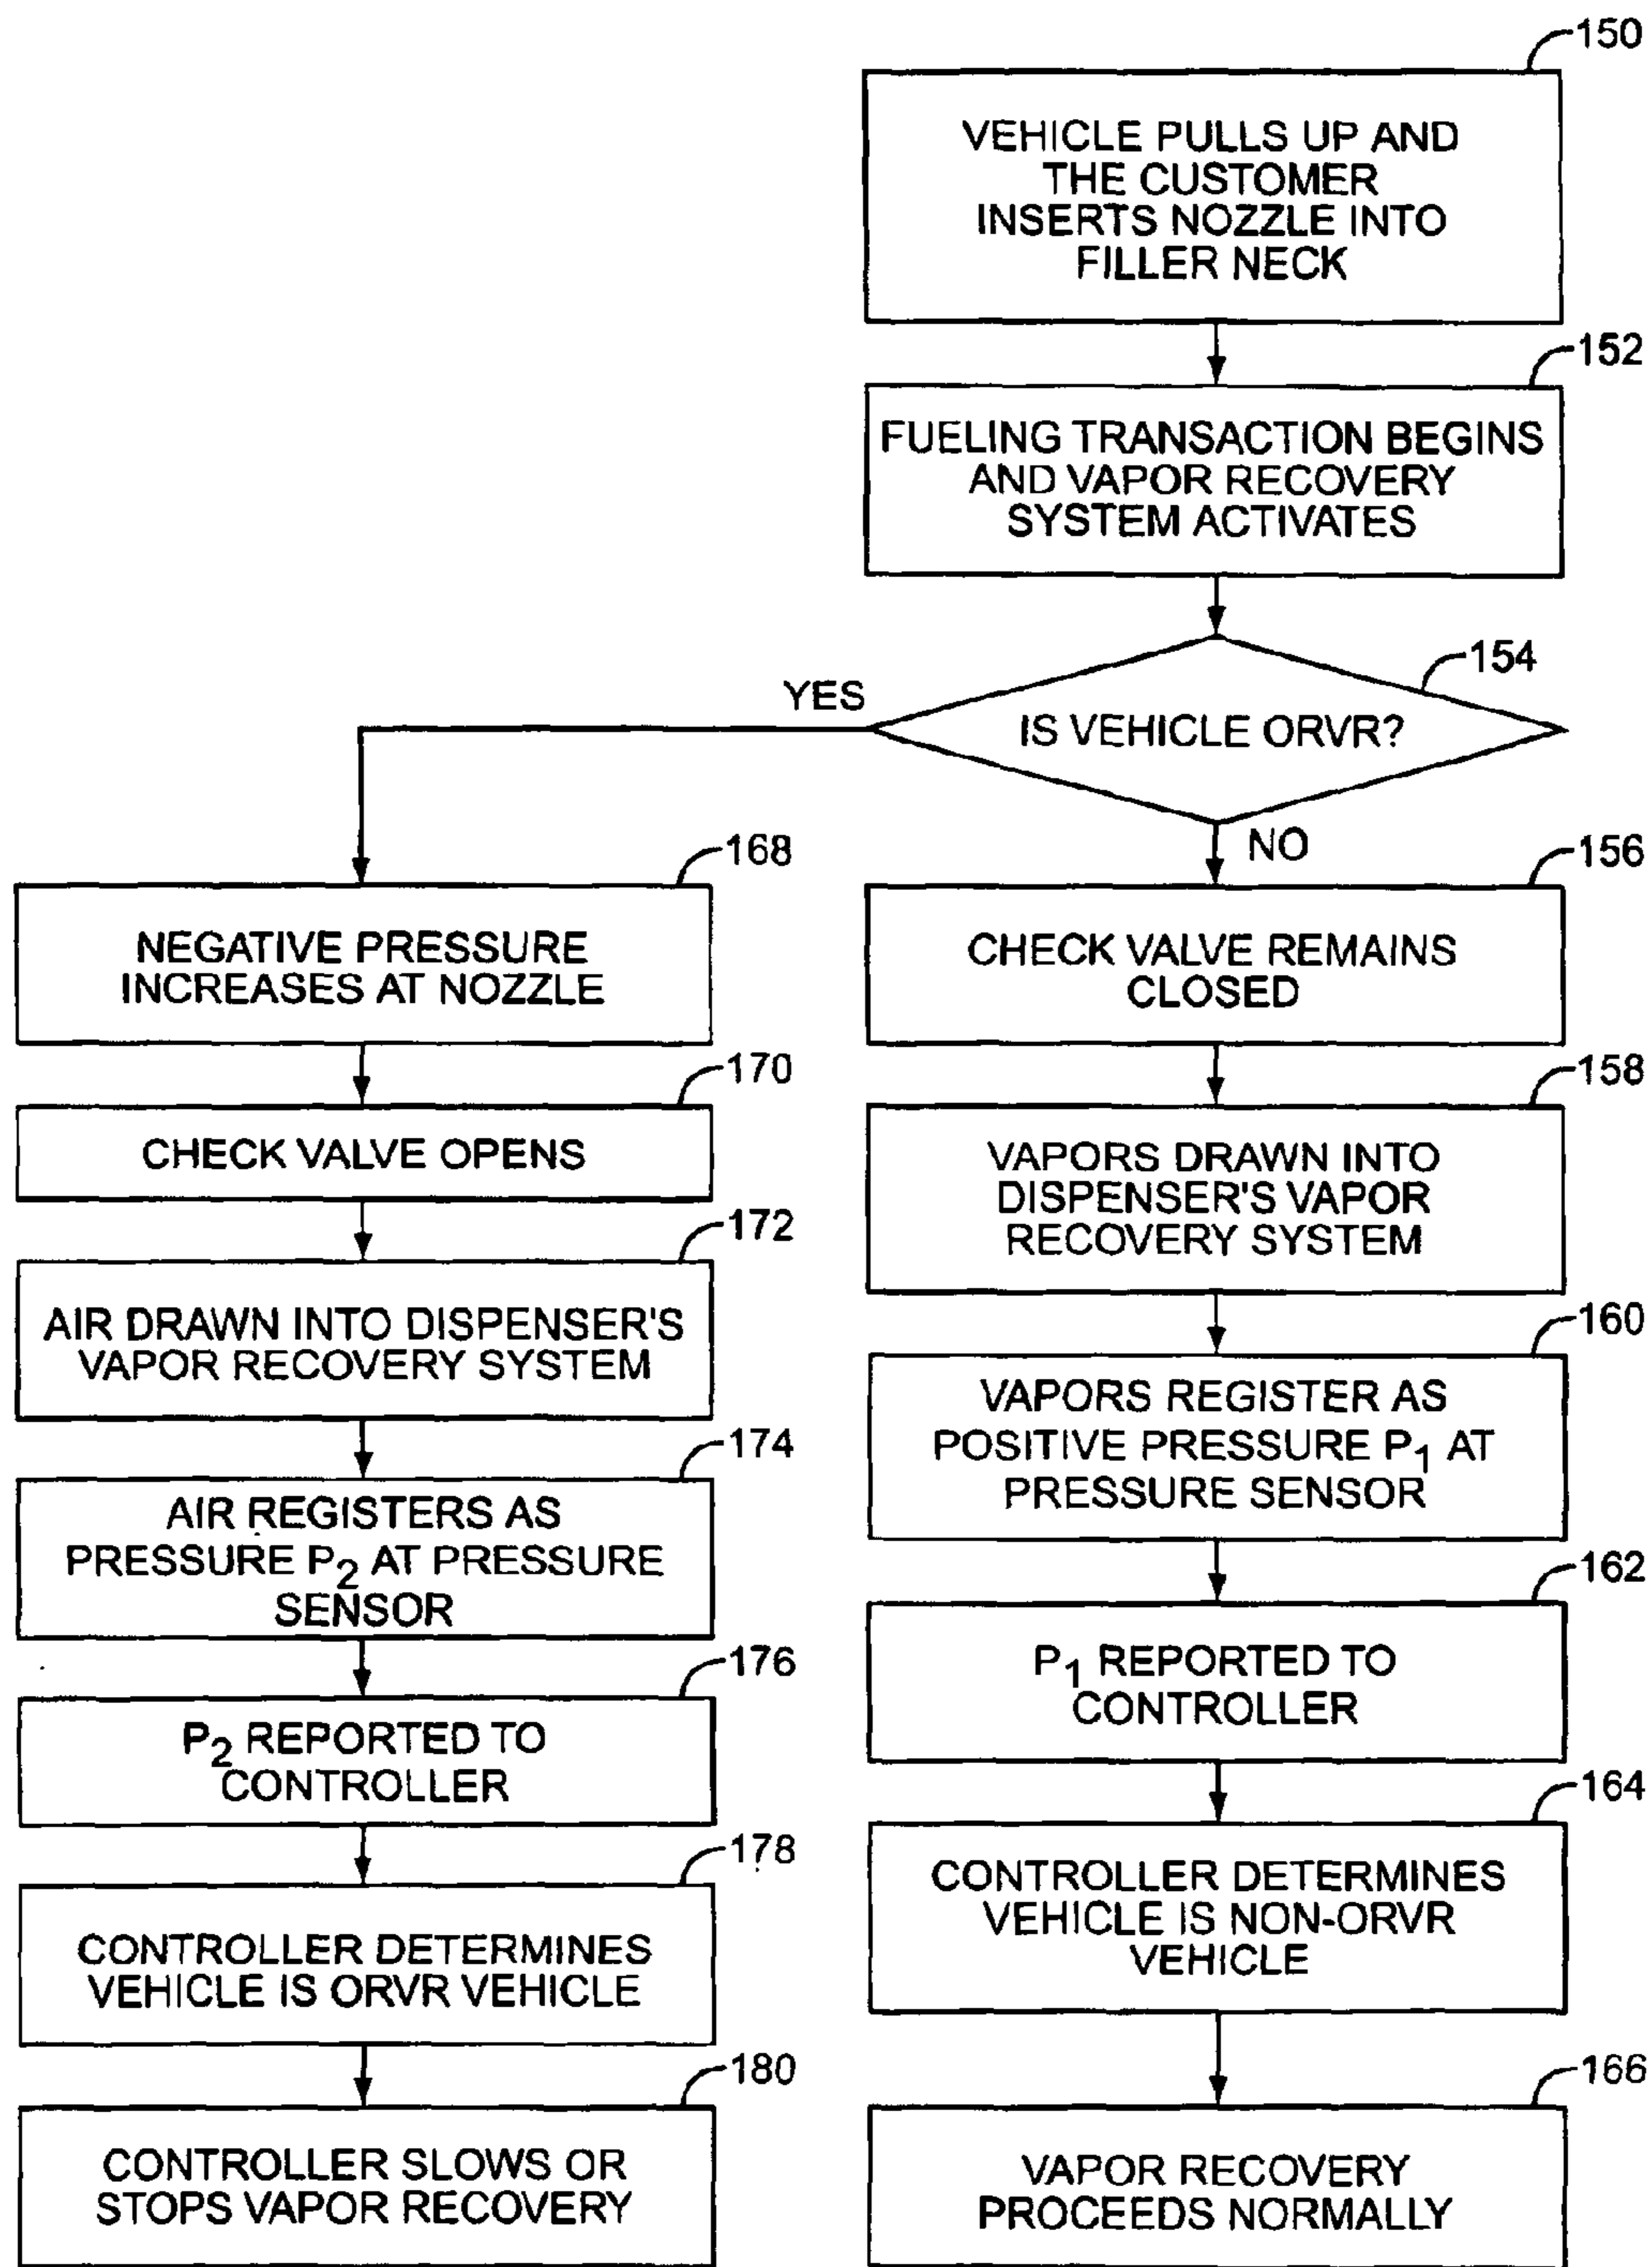 150
VEHICLE PULLS UP AND
THE CUSTOMER
INSERTS NOZZLE INTO
FILLER NECK
152
FUELING TRANSACTION BEGINS
AND VAPOR RECOVERY
SYSTEM ACTIVATES
154
IS VEHICLE ORVR?
YES
NO
168
NEGATIVE PRESSURE
INCREASES AT NOZZLE
170
CHECK VALVE OPENS
172
AIR DRAWN INTO DISPENSER'S
VAPOR RECOVERY SYSTEM
174
AIR REGISTERS AS
PRESSURE P2 AT PRESSURE
SENSOR
176
P2 REPORTED TO
CONTROLLER
178
CONTROLLER DETERMINES
VEHICLE IS ORVR VEHICLE
180
CONTROLLER SLOWS OR
STOPS VAPOR RECOVERY
156
CHECK VALVE REMAINS
CLOSED
158
VAPORS DRAWN INTO
DISPENSER'S VAPOR
RECOVERY SYSTEM
160
VAPORS REGISTER AS
POSITIVE PRESSURE P1 AT
PRESSURE SENSOR
162
P1 REPORTED TO
CONTROLLER
164
CONTROLLER DETERMINES
VEHICLE IS NON-ORVR
VEHICLE
166
VAPOR RECOVERY
PROCEEDS NORMALLY